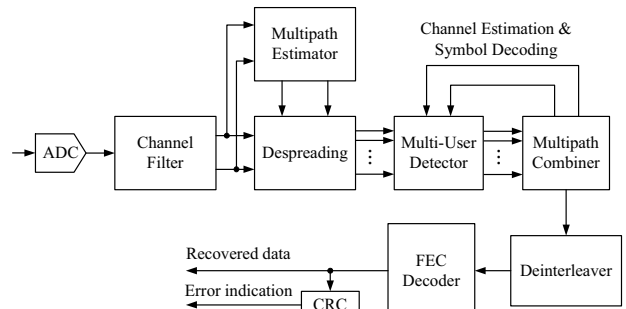 Multipath
Estimator
Channel Estimation &
Symbol Decoding
ADC
Channel
Filter
Despreading
Multi-User
Detector
Multipath
Combiner
Recovered data
Error indication
CRC
FEC
Decoder
Deinterleaver